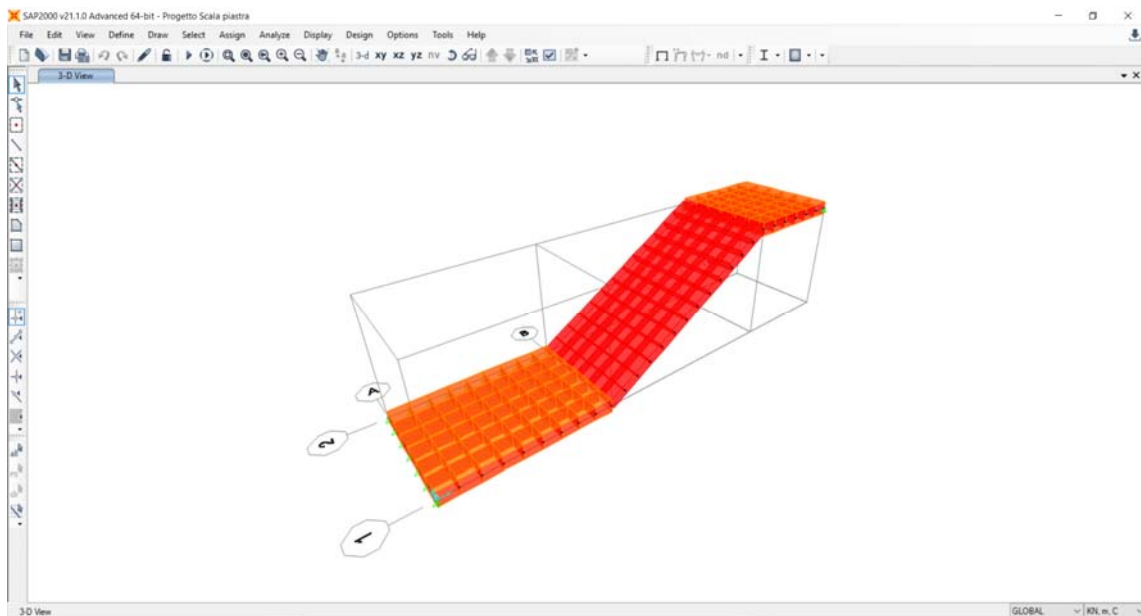 SAP2000 v21.1.0 Advanced 64-bit - Progetto Scala piastra
File Edit View Define Draw Select Assign Analyze Display Design Options Tools Help
3-d xy xz yz nv nd
3-D View
B
A
2
1
3-D View GLOBAL KN, m, C